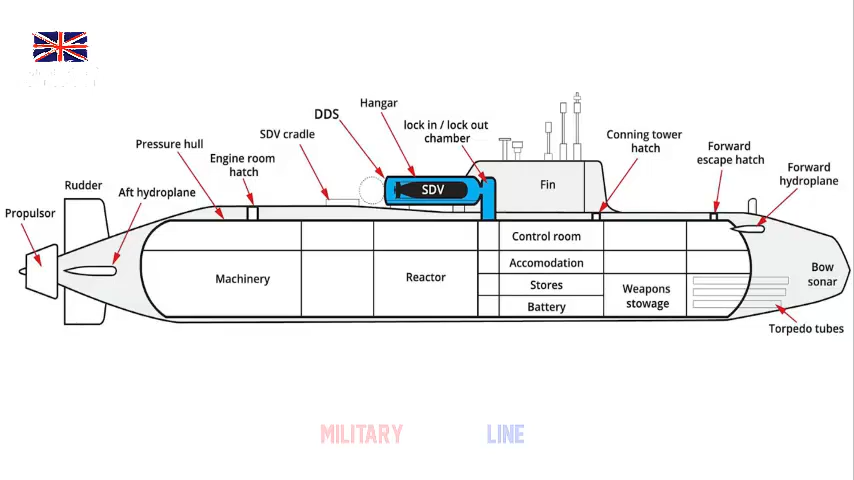 Hangar
DDS
lock in / lock out
chamber
SDV cradle
Conning tower
hatch
Pressure hull
Forward
escape hatch
Engine room
hatch
Forward
hydroplane
Rudder
Aft hydroplane
SDV
Fin
Propulsor
Control room
Accomodation
Machinery
Reactor
Stores
Weapons
stowage
Battery
Bow
sonar
Torpedo tubes
MILITARY LINE